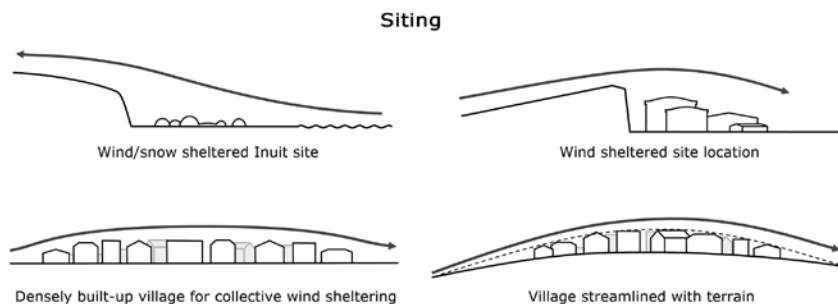 Siting
Wind/snow sheltered Inuit site
Wind sheltered site location
Densely built-up village for collective wind sheltering
Village streamlined with terrain